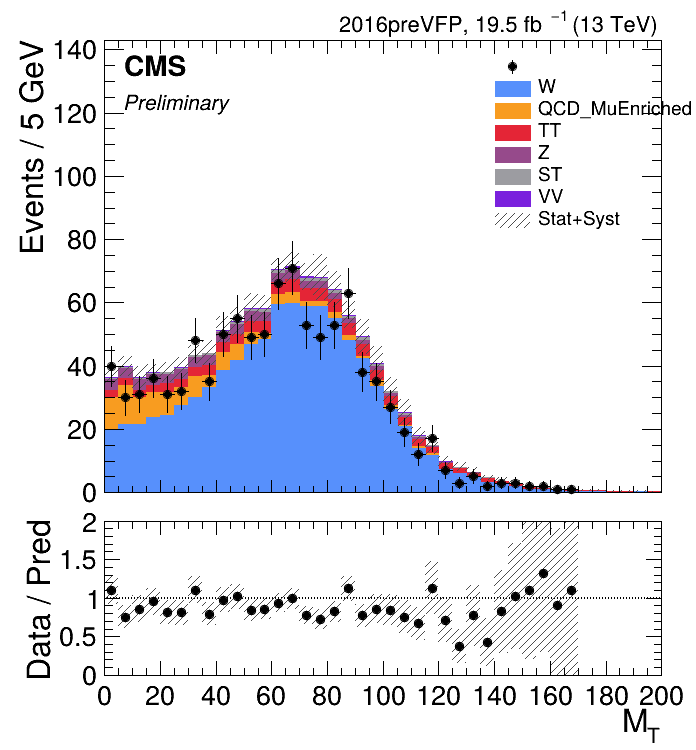 2016preVFP, 19.5 fb⁻¹ (13 TeV)
CMS
Preliminary
W
QCD_MuEnriched
TT
Z
ST
VV
Stat+Syst
Events / 5 GeV
140
120
100
80
60
40
20
0
Data / Pred
2
1.5
1
0.5
0
0 20 40 60 80 100 120 140 160 180 200
M_T